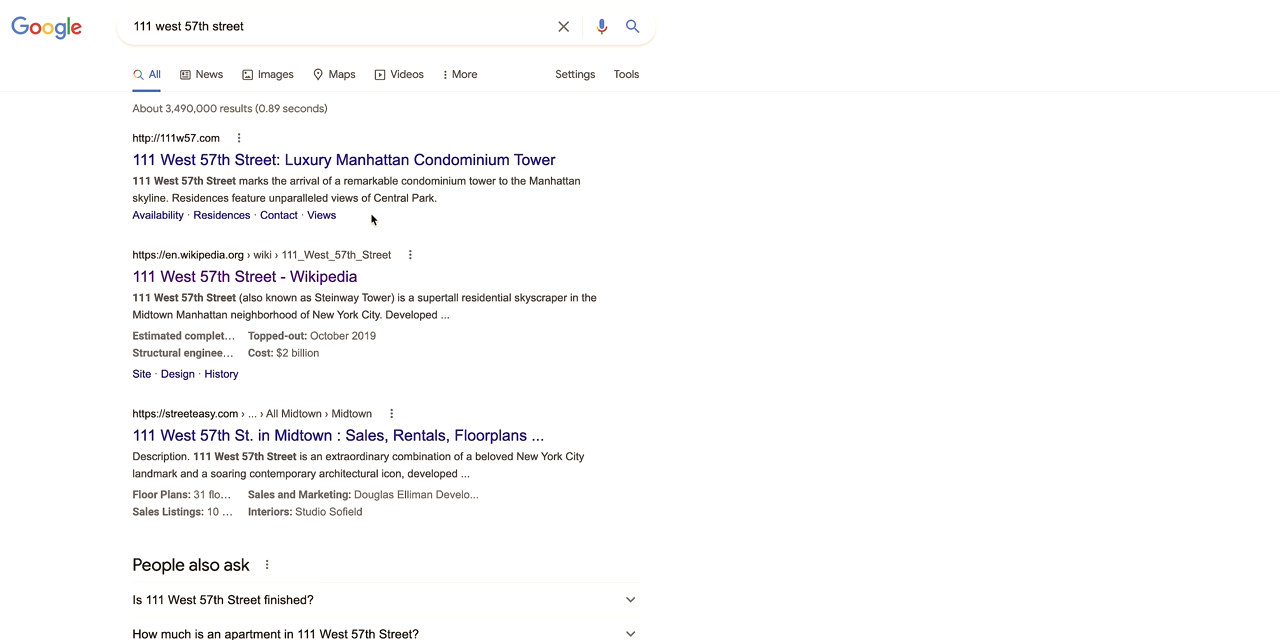 Google
111 west 57th street
All News Images Maps Videos More Settings Tools
About 3,490,000 results (0.89 seconds)
http://111w57.com
111 West 57th Street: Luxury Manhattan Condominium Tower
111 West 57th Street marks the arrival of a remarkable condominium tower to the Manhattan
skyline. Residences feature unparalleled views of Central Park.
Availability · Residences · Contact · Views
https://en.wikipedia.org › wiki › 111_West_57th_Street
111 West 57th Street - Wikipedia
111 West 57th Street (also known as Steinway Tower) is a supertall residential skyscraper in the
Midtown Manhattan neighborhood of New York City. Developed ...
Estimated complet... Topped-out: October 2019
Structural enginee... Cost: $2 billion
Site · Design · History
https://streeteasy.com › ... › All Midtown › Midtown
111 West 57th St. in Midtown : Sales, Rentals, Floorplans ...
Description. 111 West 57th Street is an extraordinary combination of a beloved New York City
landmark and a soaring contemporary architectural icon, developed ...
Floor Plans: 31 flo... Sales and Marketing: Douglas Elliman Develo...
Sales Listings: 10 ... Interiors: Studio Sofield
People also ask
Is 111 West 57th Street finished?
How much is an apartment in 111 West 57th Street?